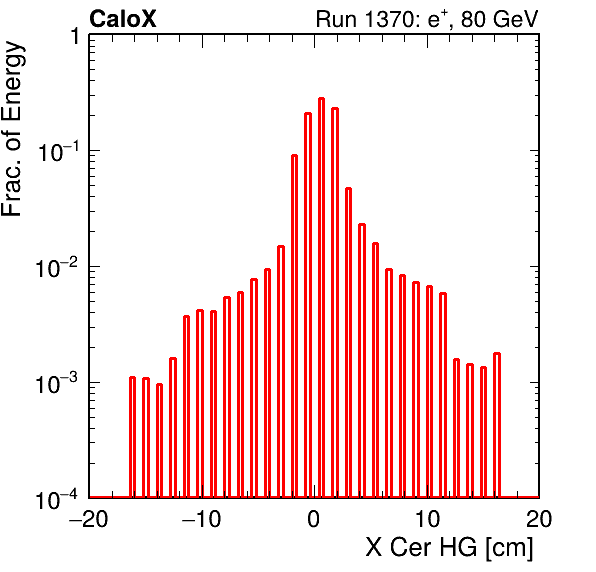 CaloX Run 1370: e⁺, 80 GeV
Frac. of Energy
1
10⁻¹
10⁻²
10⁻³
10⁻⁴
−20 −10 0 10 20
X Cer HG [cm]